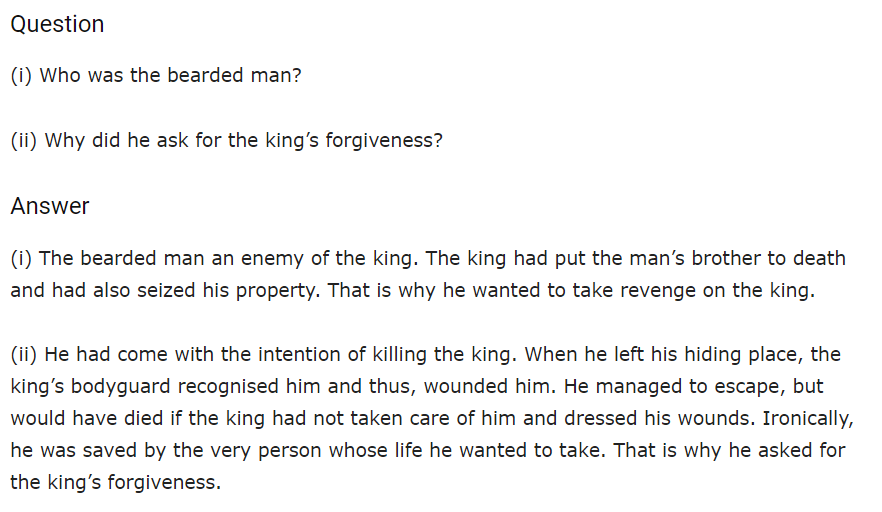 Question
(i) Who was the bearded man?
(ii) Why did he ask for the king’s forgiveness?
Answer
(i) The bearded man an enemy of the king. The king had put the man’s brother to death
and had also seized his property. That is why he wanted to take revenge on the king.
(ii) He had come with the intention of killing the king. When he left his hiding place, the
king’s bodyguard recognised him and thus, wounded him. He managed to escape, but
would have died if the king had not taken care of him and dressed his wounds. Ironically,
he was saved by the very person whose life he wanted to take. That is why he asked for
the king’s forgiveness.